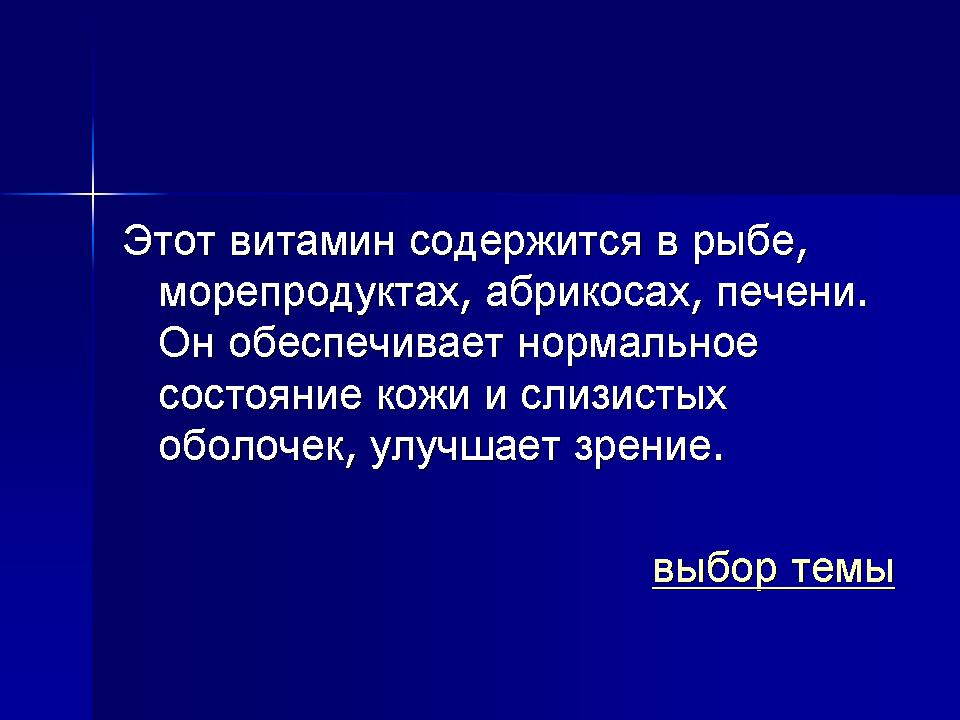 Этот витамин содержится в рыбе,
морепродуктах, абрикосах, печени.
Он обеспечивает нормальное
состояние кожи и слизистых
оболочек, улучшает зрение.
выбор темы